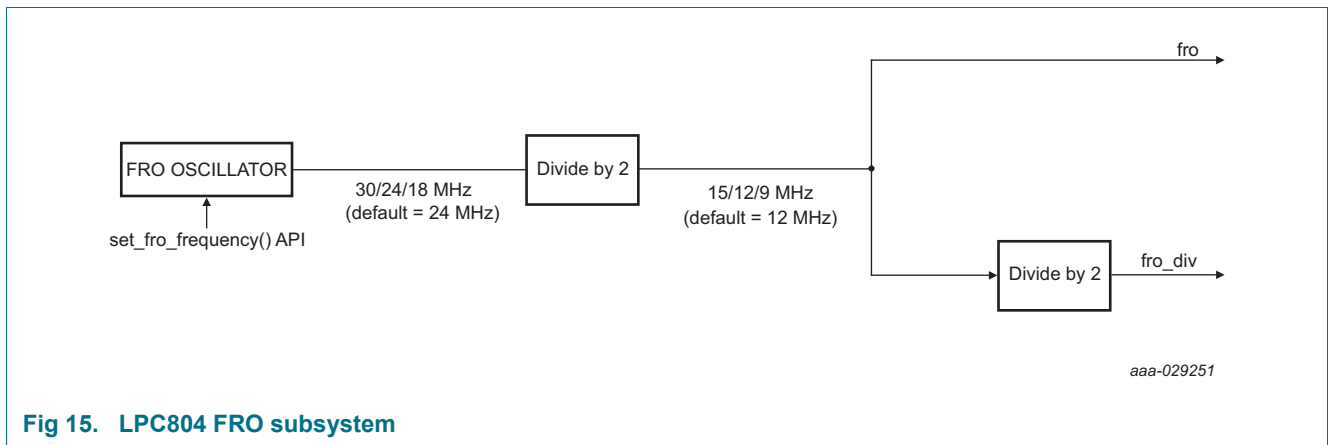 fro
FRO OSCILLATOR
Divide by 2
30/24/18 MHz
(default = 24 MHz)
15/12/9 MHz
(default = 12 MHz)
set_fro_frequency() API
Divide by 2
fro_div
aaa-029251
Fig 15. LPC804 FRO subsystem